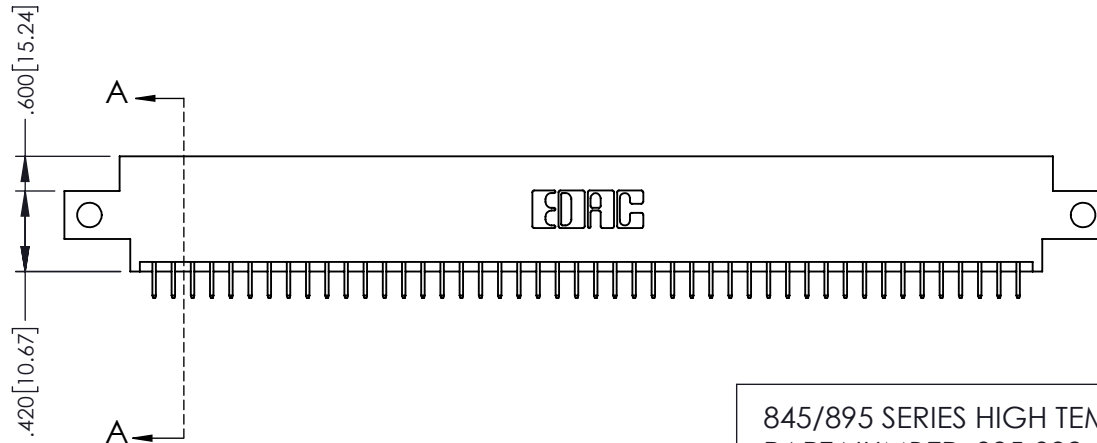 .600[15.24]
A
EDAC
.420[10.67]
A
845/895 SERIES HIGH TEM